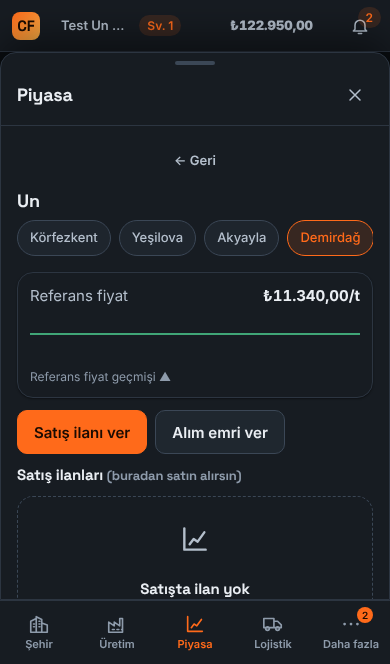 CF Test Un ... Sv. 1 ₺122.950,00 2
Piyasa
← Geri
Un
Körfezkent Yeşilova Akyayla Demirdağ
Referans fiyat ₺11.340,00/t
Referans fiyat geçmişi ▲
Satış ilanı ver Alım emri ver
Satış ilanları (buradan satın alırsın)
Satışta ilan yok
2
Şehir Üretim Piyasa Lojistik Daha fazla